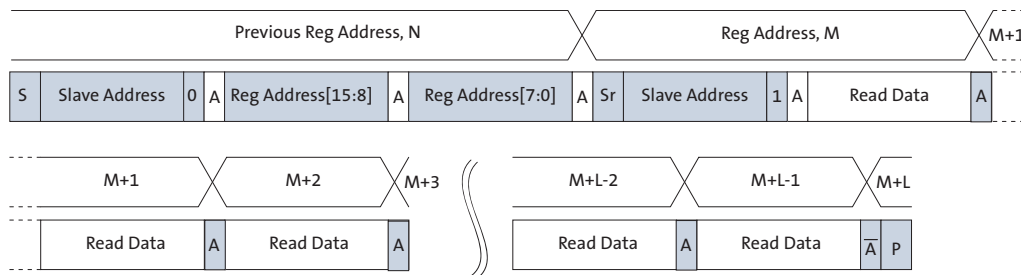 Previous Reg Address, N Reg Address, M M+1
S Slave Address 0 A Reg Address[15:8] A Reg Address[7:0] A Sr Slave Address 1 A Read Data A
M+1 M+2 M+3 M+L-2 M+L-1 M+L
Read Data A Read Data A Read Data A Read Data A̅ P